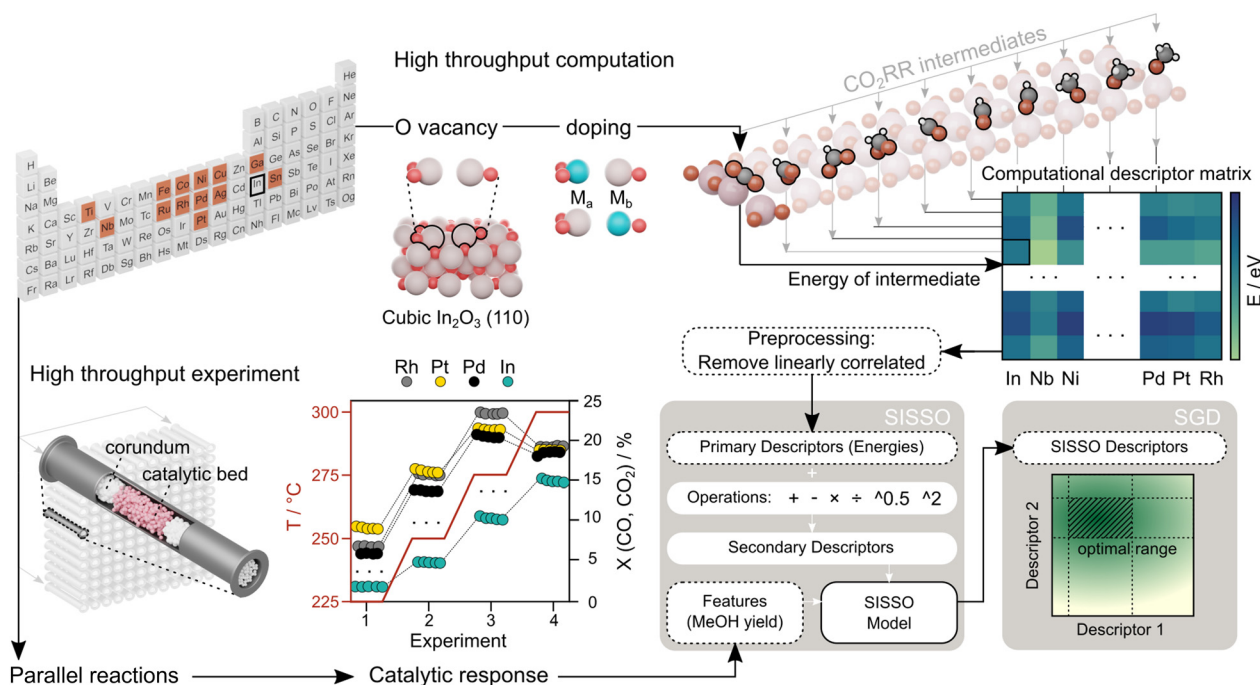 High throughput computation
CO₂RR intermediates
O vacancy
doping
Mₐ
M_b
Cubic In₂O₃ (110)
He
B C N O F Ne
Al Si P S Cl Ar
H
Li Be
Na Mg
K Ca Sc Ti V Cr Mn Fe Co Ni Cu Zn Ga Ge As Se Br Kr
Rb Sr Y Zr Nb Mo Tc Ru Rh Pd Ag Cd In Sn Sb Te I Xe
Cs Ba Lu Hf Ta W Re Os Ir Pt Au Hg Tl Pb Bi Po At Rn
Fr Ra Lr Rf Db Sg Bh Hs Mt Ds Rg Cn Nh Fl Mc Lv Ts Og
Computational descriptor matrix
. . .
. . .
. . .
. . .
Energy of intermediate
E / eV
In Nb Ni Pd Pt Rh
Preprocessing:
Remove linearly correlated
High throughput experiment
corundum
catalytic bed
Rh Pt Pd In
T / °C
300
275
250
225
. . .
. . .
. . .
25
20
15
10
5
0
X (CO, CO₂) / %
1 2 3 4
Experiment
SISSO
Primary Descriptors (Energies)
+
Operations: + - × ÷ ^0.5 ^2
Secondary Descriptors
Features
(MeOH yield)
SISSO
Model
SGD
SISSO Descriptors
Descriptor 2
optimal range
Descriptor 1
Parallel reactions
Catalytic response